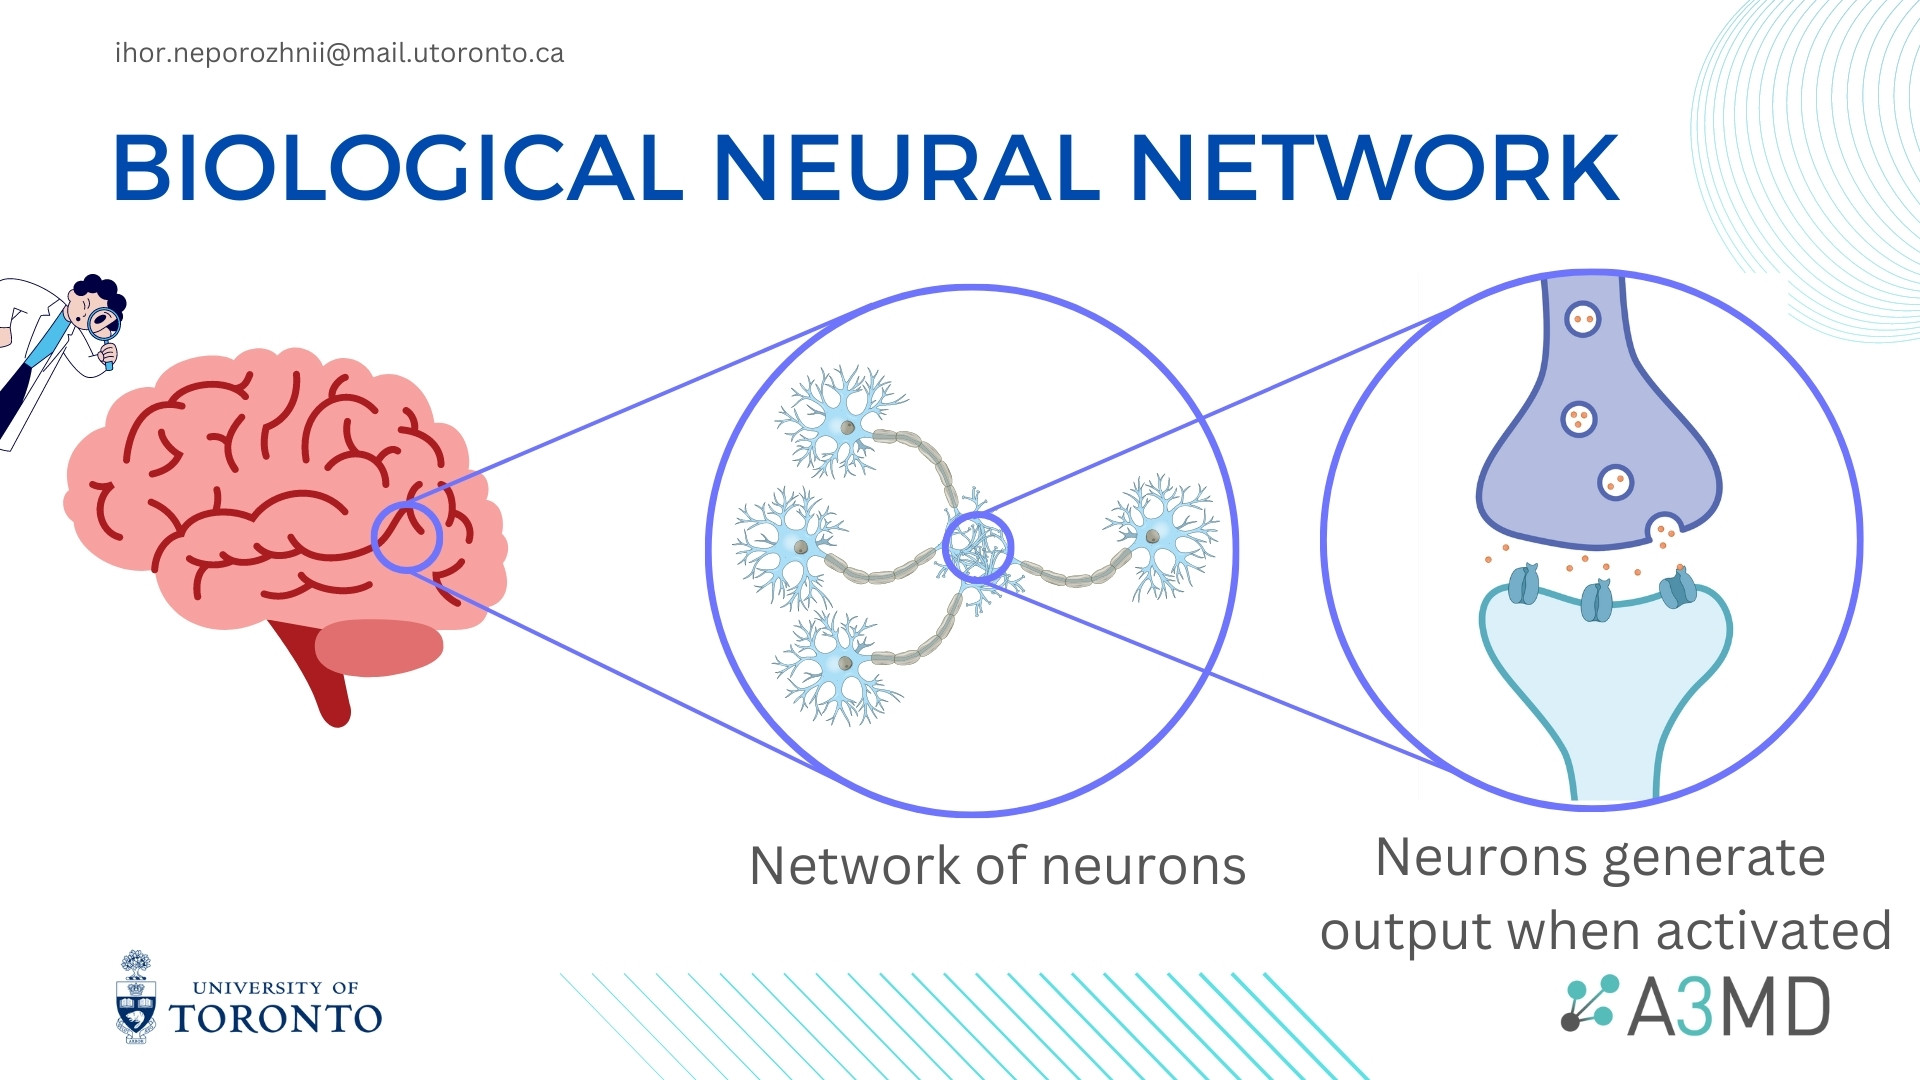 ihor.neporozhnii@mail.utoronto.ca
BIOLOGICAL NEURAL NETWORK
Network of neurons
Neurons generate
output when activated
UNIVERSITY OF
TORONTO
A3MD